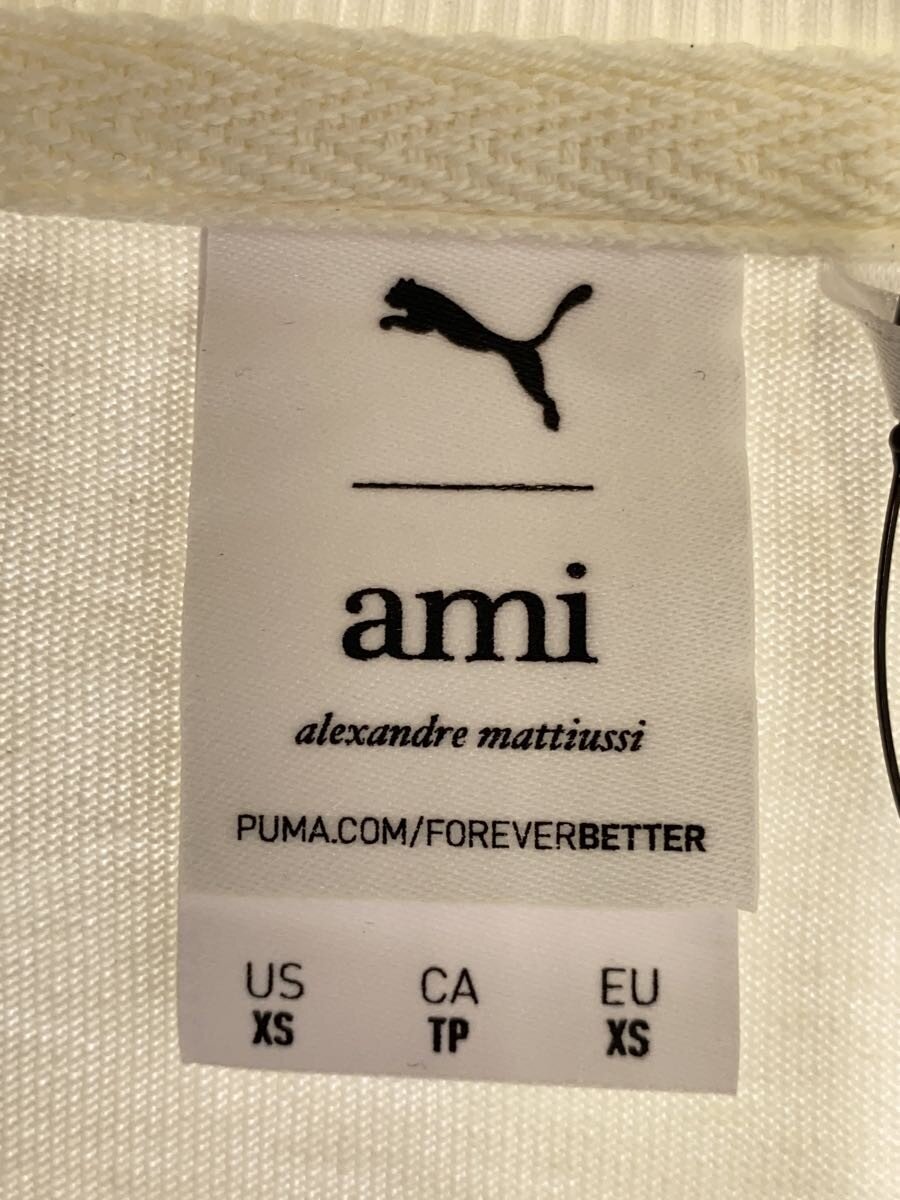 ami
alexandre mattiussi
PUMA.COM/FOREVERBETTER
US CA EU
XS TP XS